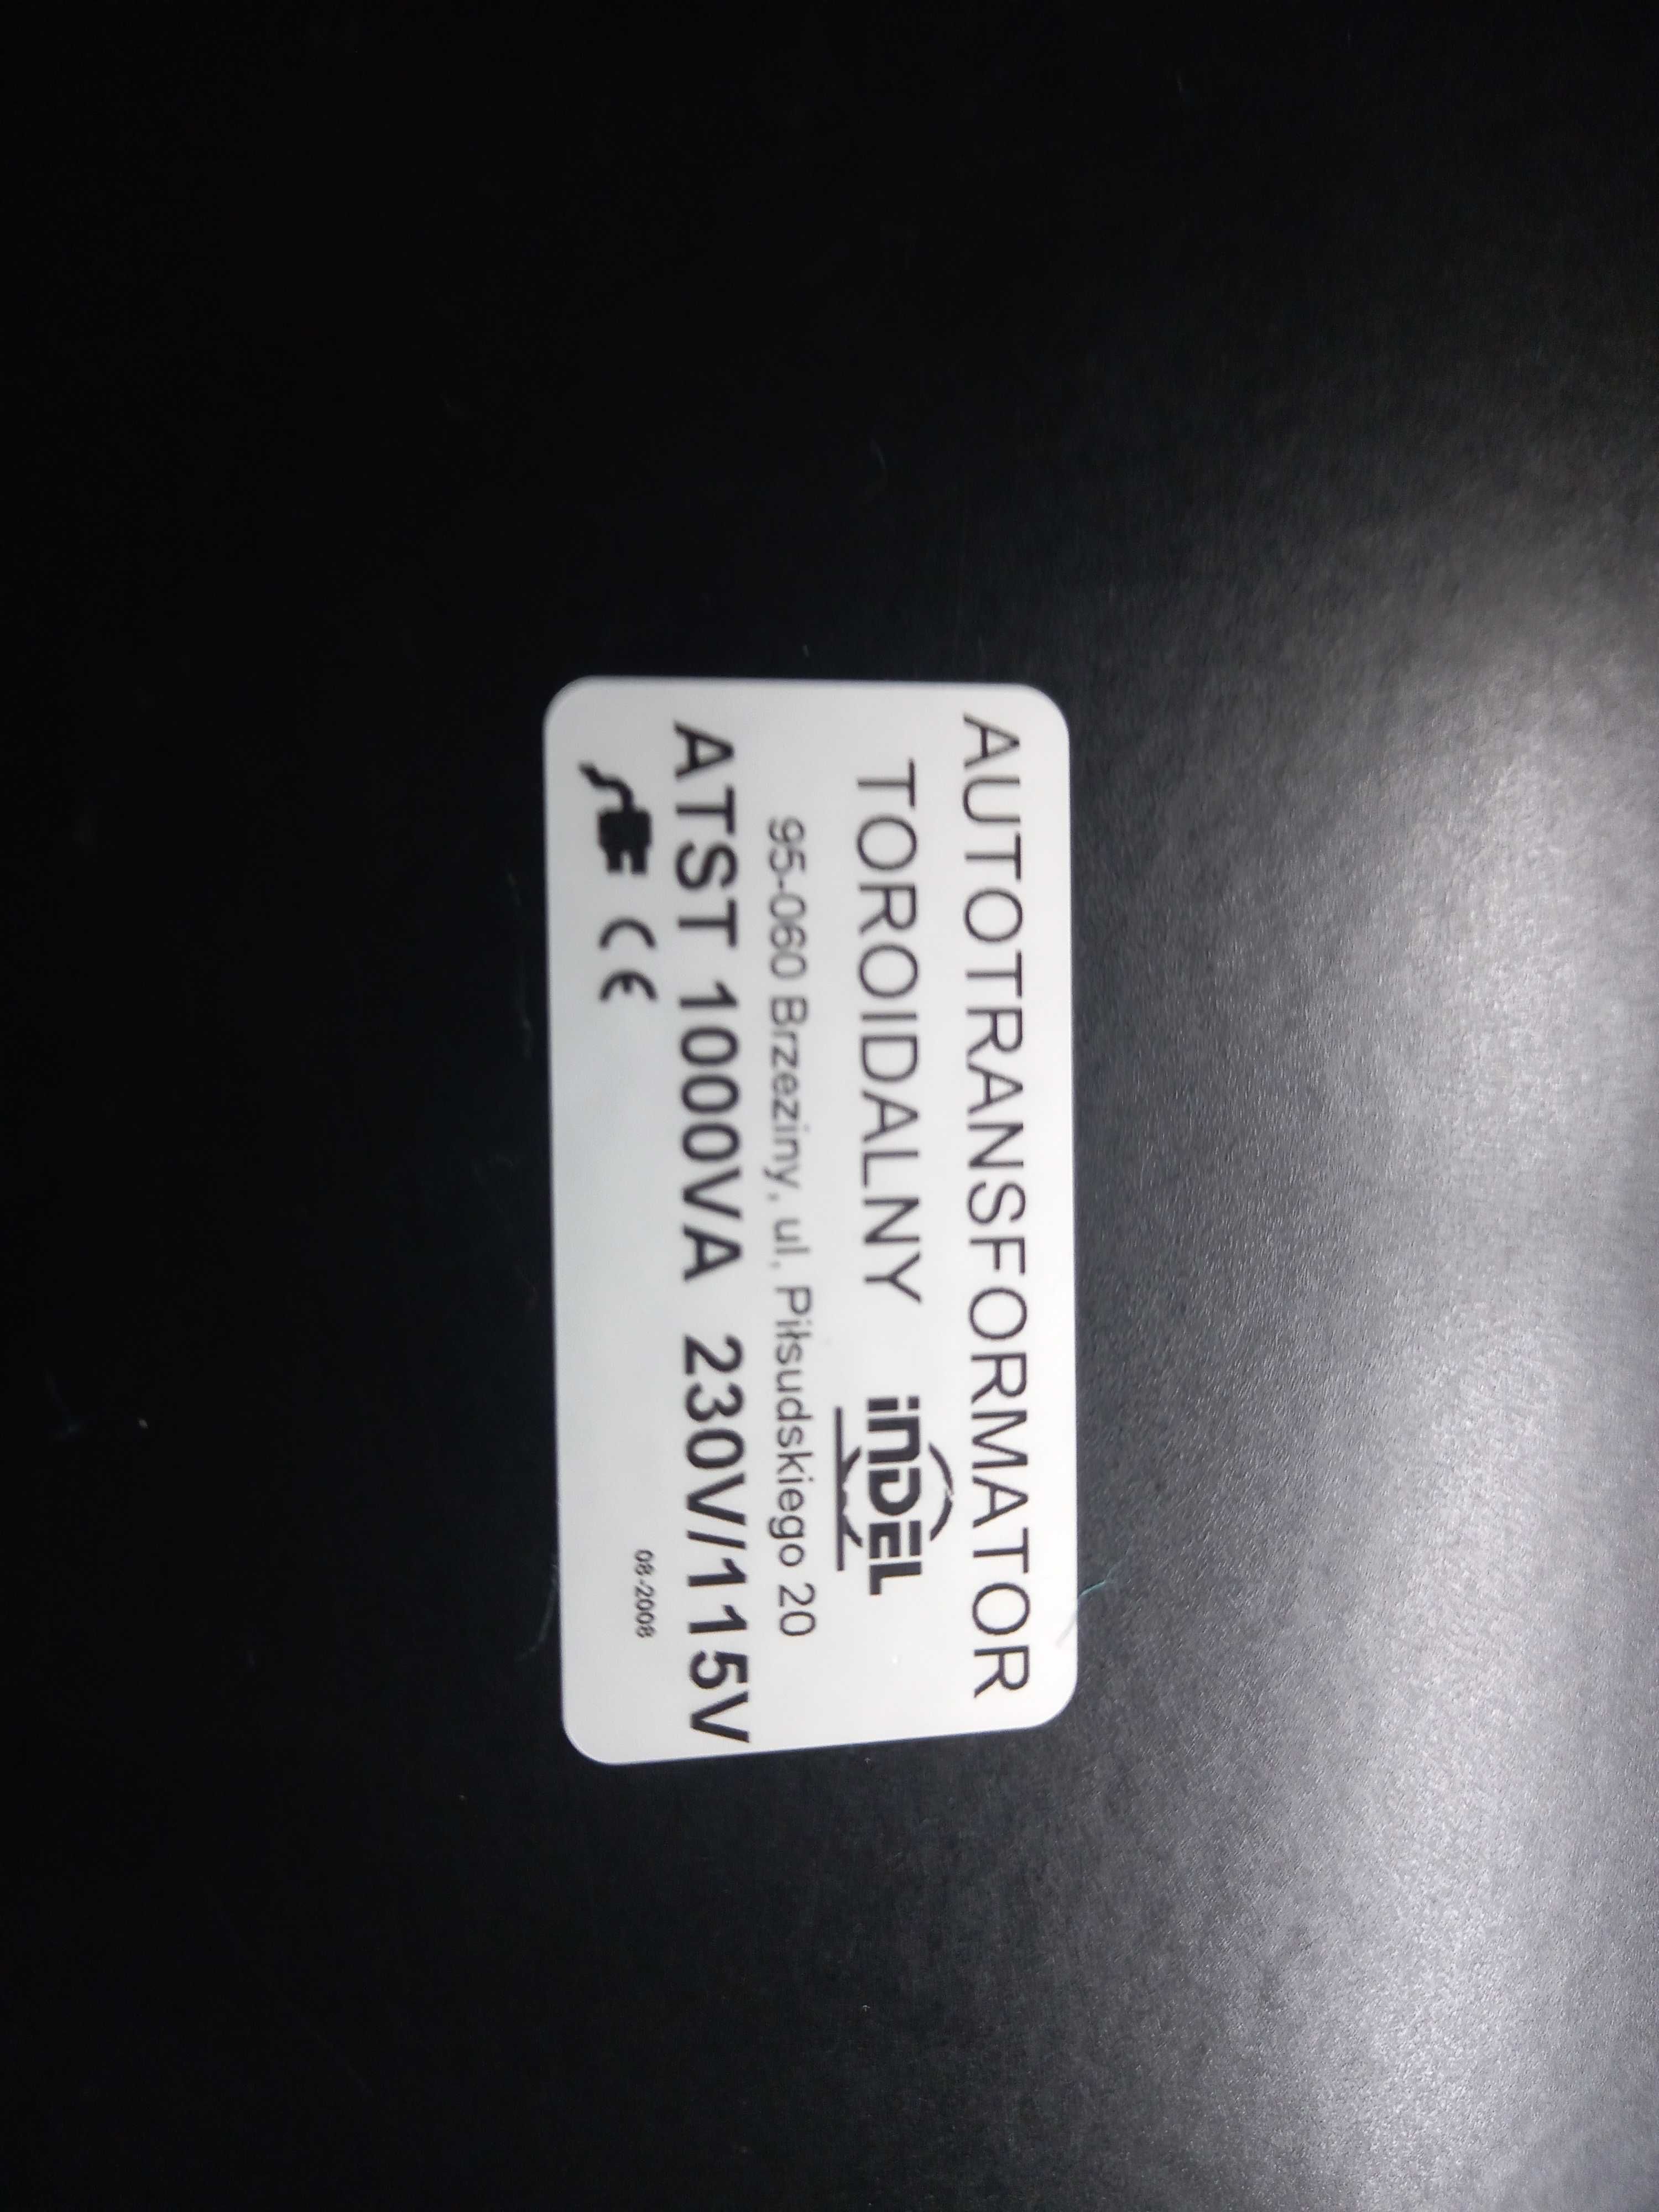 AUTOTRANSFORMATOR
TOROIDALNY INDEL
95-060 Brzeziny, ul. Piłsudskiego 20
ATST 1000VA 230V/115V
CE 08-2008